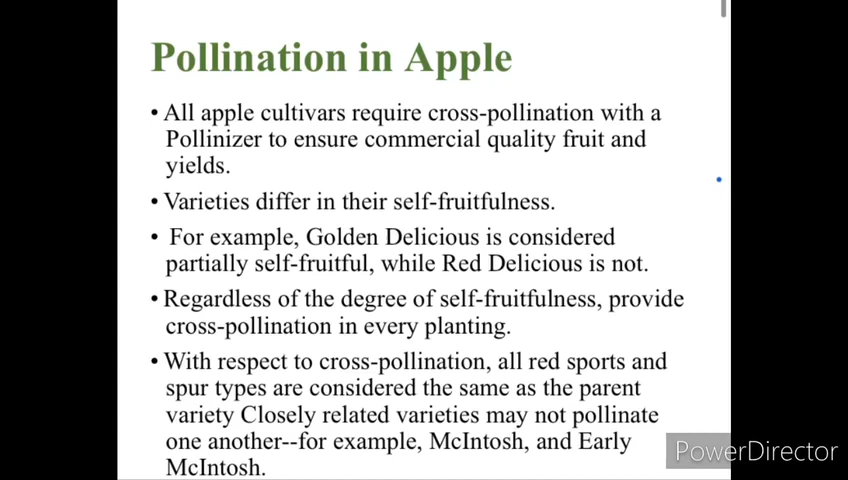 Pollination in Apple
• All apple cultivars require cross-pollination with a
Pollinizer to ensure commercial quality fruit and
yields.
• Varieties differ in their self-fruitfulness.
• For example, Golden Delicious is considered
partially self-fruitful, while Red Delicious is not.
• Regardless of the degree of self-fruitfulness, provide
cross-pollination in every planting.
• With respect to cross-pollination, all red sports and
spur types are considered the same as the parent
variety Closely related varieties may not pollinate
one another--for example, McIntosh, and Early
McIntosh.
PowerDirector